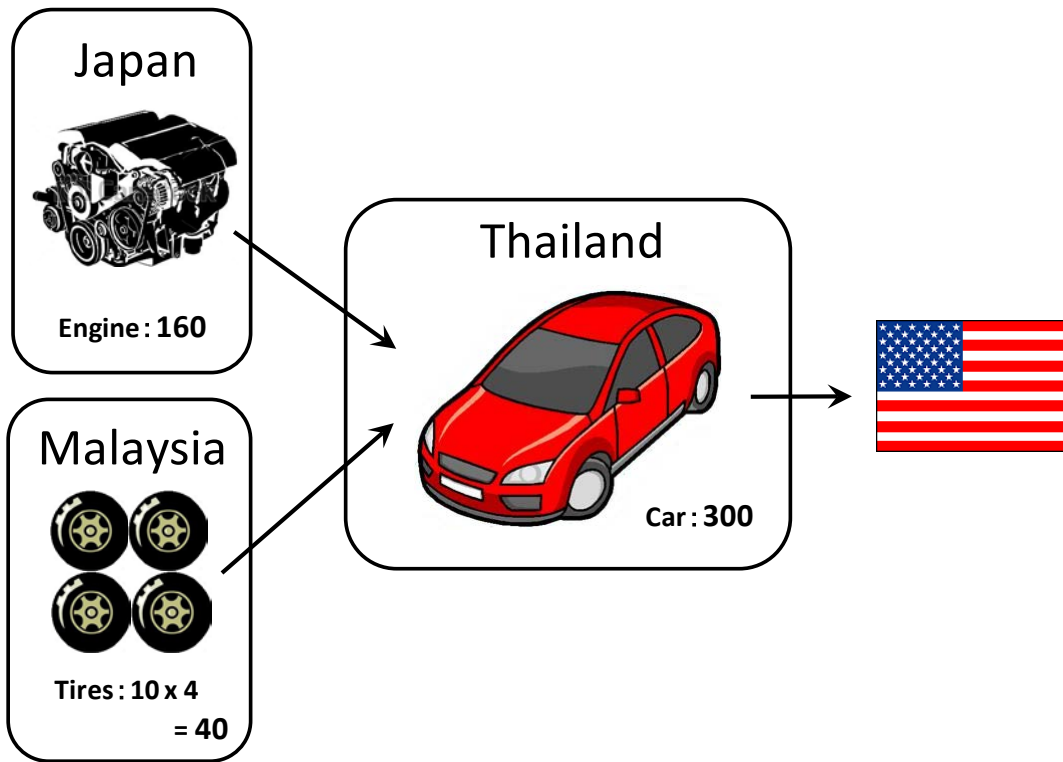 Japan
Engine : 160
Malaysia
Tires : 10 x 4
= 40
Thailand
Car : 300